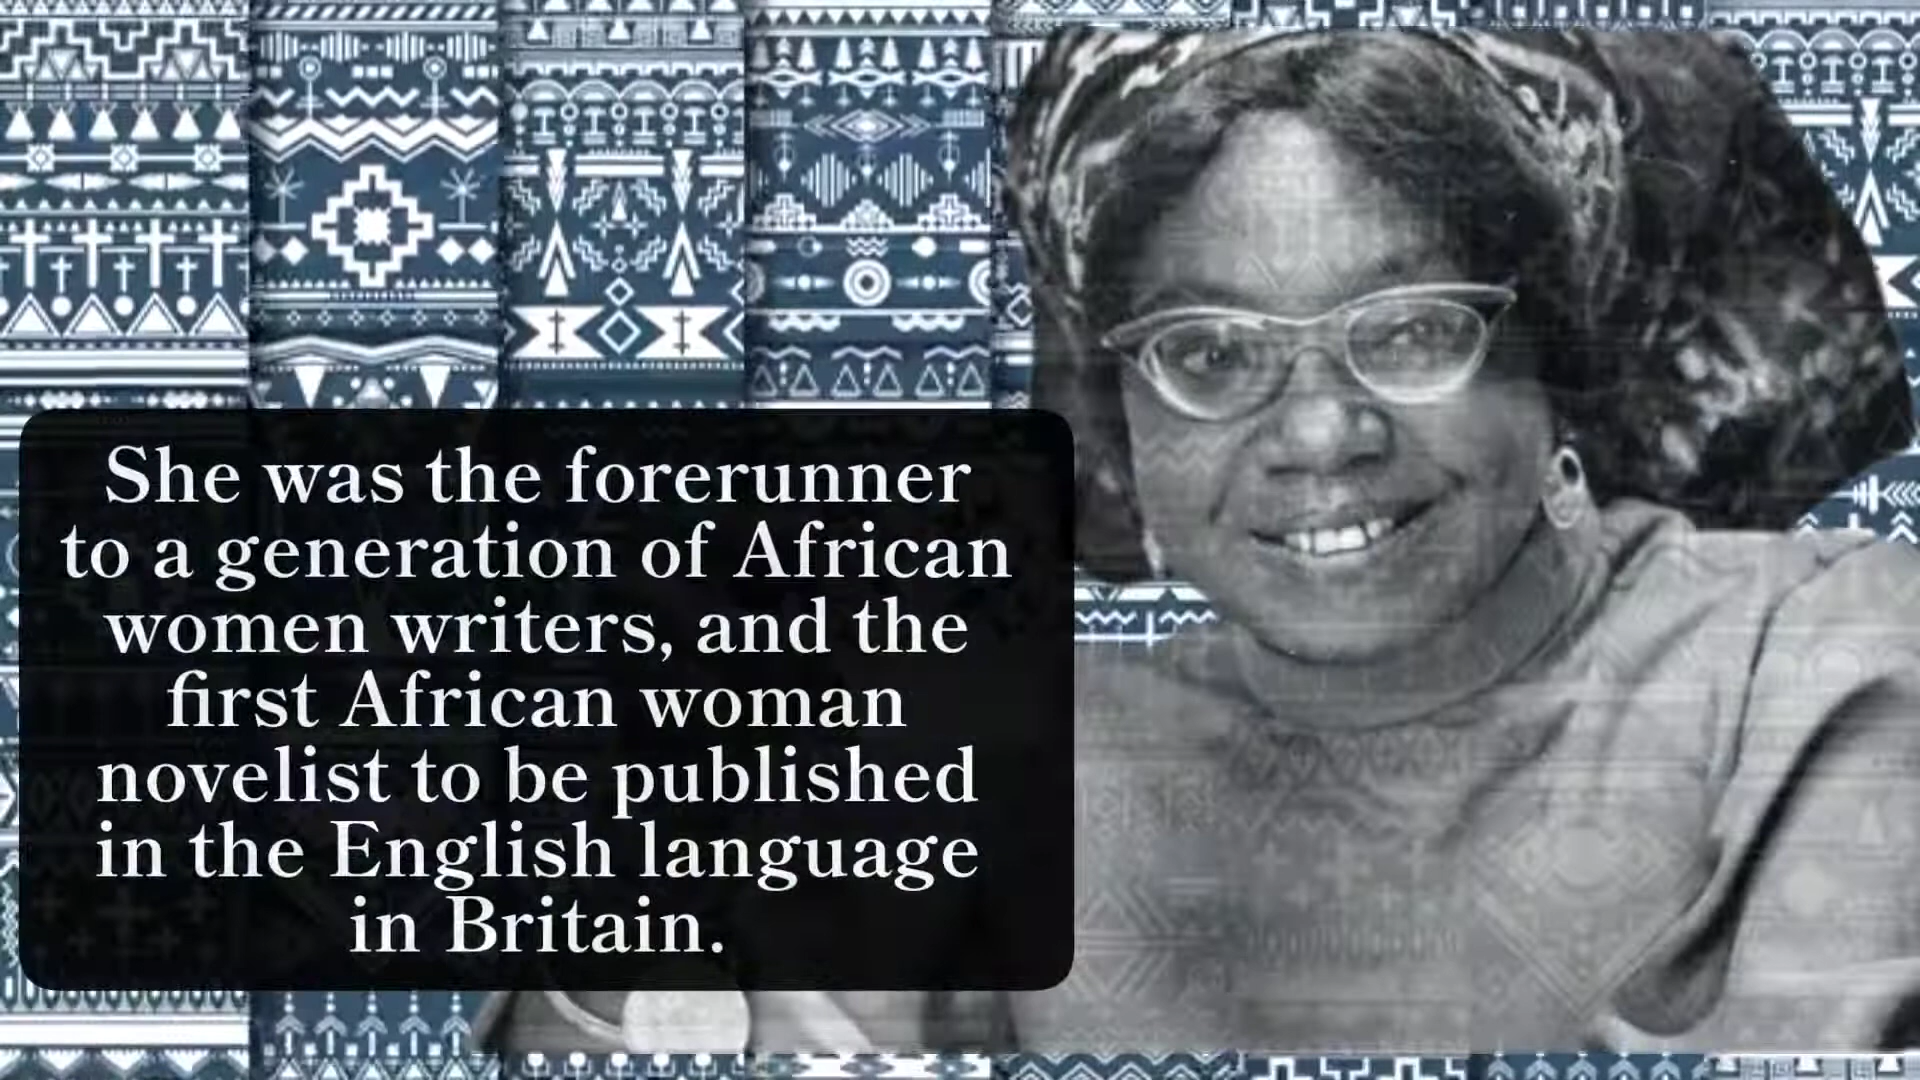 She was the forerunner
to a generation of African
women writers, and the
first African woman
novelist to be published
in the English language
in Britain.